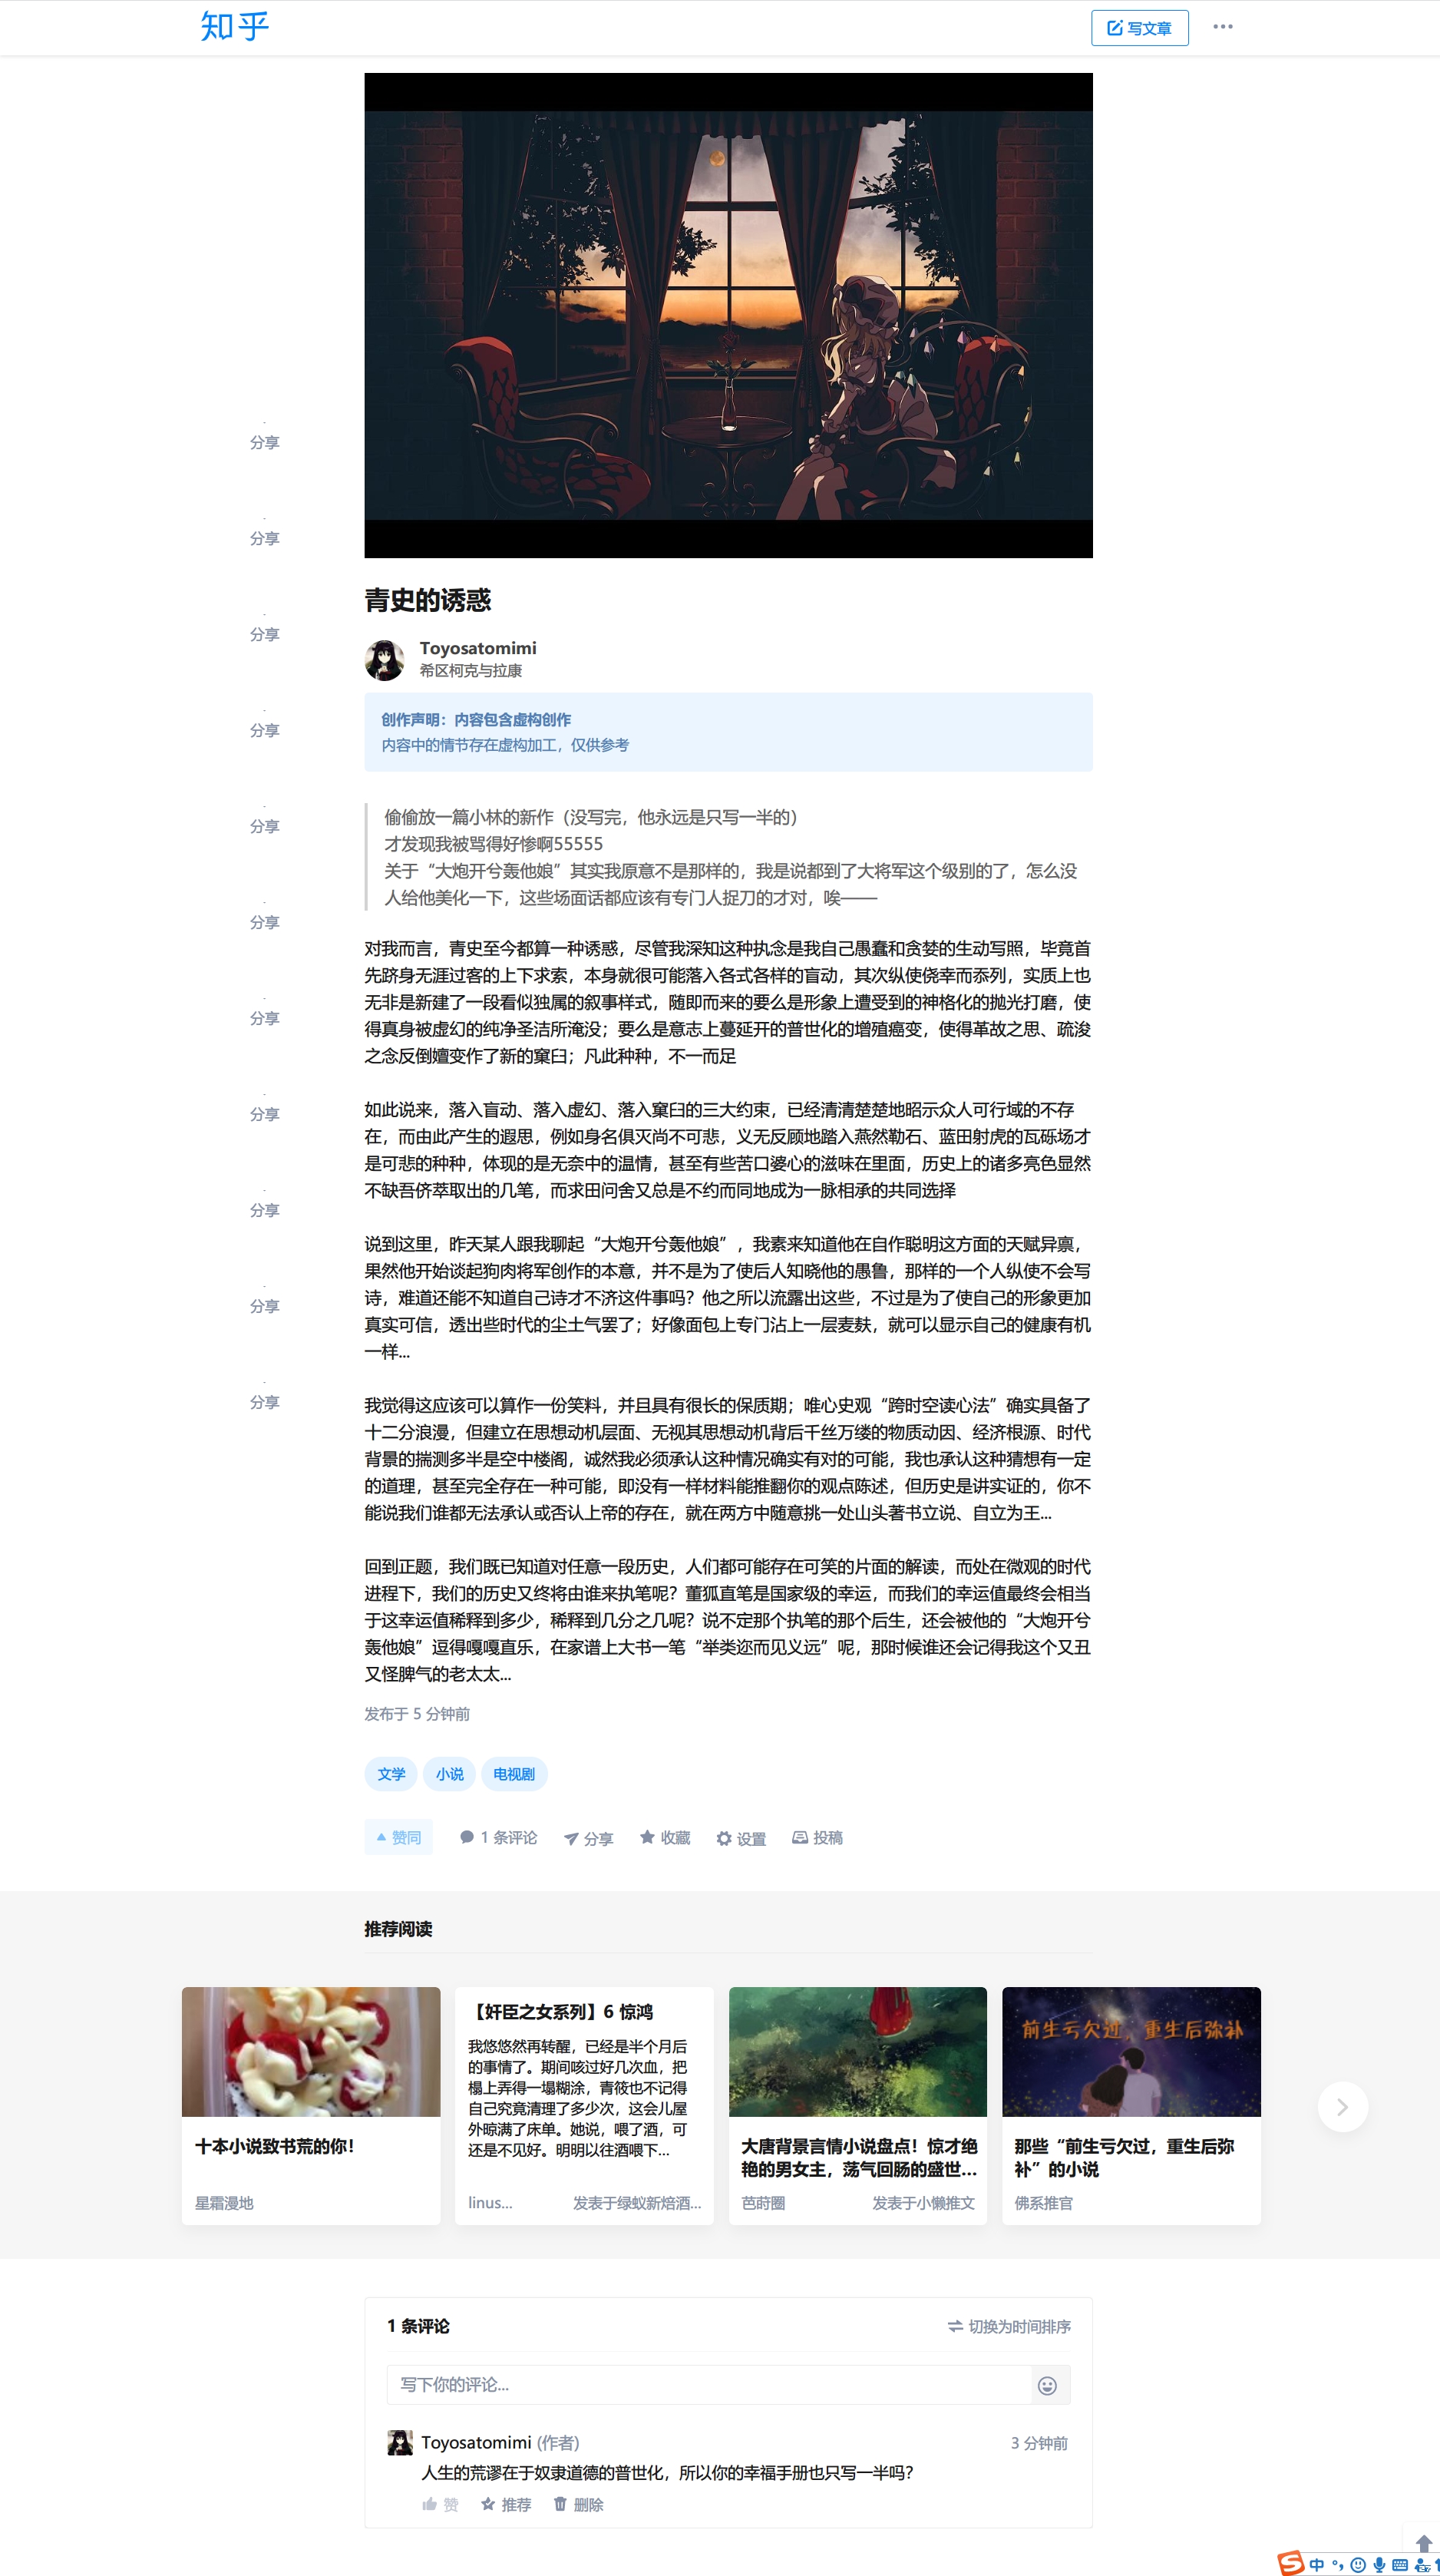 知乎
写文章
分享
分享
分享
分享
分享
分享
分享
分享
分享
分享
分享
青史的诱惑
Toyosatomimi
希区柯克与拉康
创作声明：内容包含虚构创作
内容中的情节存在虚构加工，仅供参考
偷偷放一篇小林的新作（没写完，他永远是只写一半的）
才发现我被骂得好惨啊55555
关于“大炮开兮轰他娘”其实我原意不是那样的，我是说都到了大将军这个级别的了，怎么没
人给他美化一下，这些场面话都应该有专门人捉刀的才对，唉——
对我而言，青史至今都算一种诱惑，尽管我深知这种执念是我自己愚蠢和贪婪的生动写照，毕竟首
先跻身无涯过客的上下求索，本身就很可能落入各式各样的盲动，其次纵使侥幸而忝列，实质上也
无非是新建了一段看似独属的叙事样式，随即而来的要么是形象上遭受到的神格化的抛光打磨，使
得真身被虚幻的纯净圣洁所淹没；要么是意志上蔓延开的普世化的增殖癌变，使得革故之思、疏浚
之念反倒嬗变作了新的窠臼；凡此种种，不一而足
如此说来，落入盲动、落入虚幻、落入窠臼的三大约束，已经清清楚楚地昭示众人可行域的不存
在，而由此产生的遐思，例如身名俱灭尚不可悲，义无反顾地踏入燕然勒石、蓝田射虎的瓦砾场才
是可悲的种种，体现的是无奈中的温情，甚至有些苦口婆心的滋味在里面，历史上的诸多亮色显然
不缺吾侪萃取出的几笔，而求田问舍又总是不约而同地成为一脉相承的共同选择
说到这里，昨天某人跟我聊起“大炮开兮轰他娘”，我素来知道他在自作聪明这方面的天赋异禀，
果然他开始谈起狗肉将军创作的本意，并不是为了使后人知晓他的愚鲁，那样的一个人纵使不会写
诗，难道还能不知道自己诗才不济这件事吗？他之所以流露出这些，不过是为了使自己的形象更加
真实可信，透出些时代的尘土气罢了；好像面包上专门沾上一层麦麸，就可以显示自己的健康有机
一样...
我觉得这应该可以算作一份笑料，并且具有很长的保质期；唯心史观“跨时空读心法”确实具备了
十二分浪漫，但建立在思想动机层面、无视其思想动机背后千丝万缕的物质动因、经济根源、时代
背景的揣测多半是空中楼阁，诚然我必须承认这种情况确实有对的可能，我也承认这种猜想有一定
的道理，甚至完全存在一种可能，即没有一样材料能推翻你的观点陈述，但历史是讲实证的，你不
能说我们谁都无法承认或否认上帝的存在，就在两方中随意挑一处山头著书立说、自立为王...
回到正题，我们既已知道对任意一段历史，人们都可能存在可笑的片面的解读，而处在微观的时代
进程下，我们的历史又终将由谁来执笔呢？董狐直笔是国家级的幸运，而我们的幸运值最终会相当
于这幸运值稀释到多少，稀释到几分之几呢？说不定那个执笔的那个后生，还会被他的“大炮开兮
轰他娘”逗得嘎嘎直乐，在家谱上大书一笔“举类迩而见义远”呢，那时候谁还会记得我这个又丑
又怪脾气的老太太...
发布于 5 分钟前
文学 小说 电视剧
赞同 1 条评论 分享 收藏 设置 投稿
推荐阅读
十本小说致书荒的你！
星霜漫地
【奸臣之女系列】6 惊鸿
我悠悠然再转醒，已经是半个月后
的事情了。期间咳过好几次血，把
榻上弄得一塌糊涂，青筱也不记得
自己究竟清理了多少次，这会儿屋
外晾满了床单。她说，喂了酒，可
还是不见好。明明以往酒喂下...
linus... 发表于绿蚁新焙酒...
大唐背景言情小说盘点！惊才绝
艳的男女主，荡气回肠的盛世...
芭莳圈 发表于小懒推文
前生亏欠过，重生后弥补
那些“前生亏欠过，重生后弥
补”的小说
佛系推官
1 条评论
切换为时间排序
写下你的评论...
Toyosatomimi (作者)
3 分钟前
人生的荒谬在于奴隶道德的普世化，所以你的幸福手册也只写一半吗？
赞 推荐 删除
中